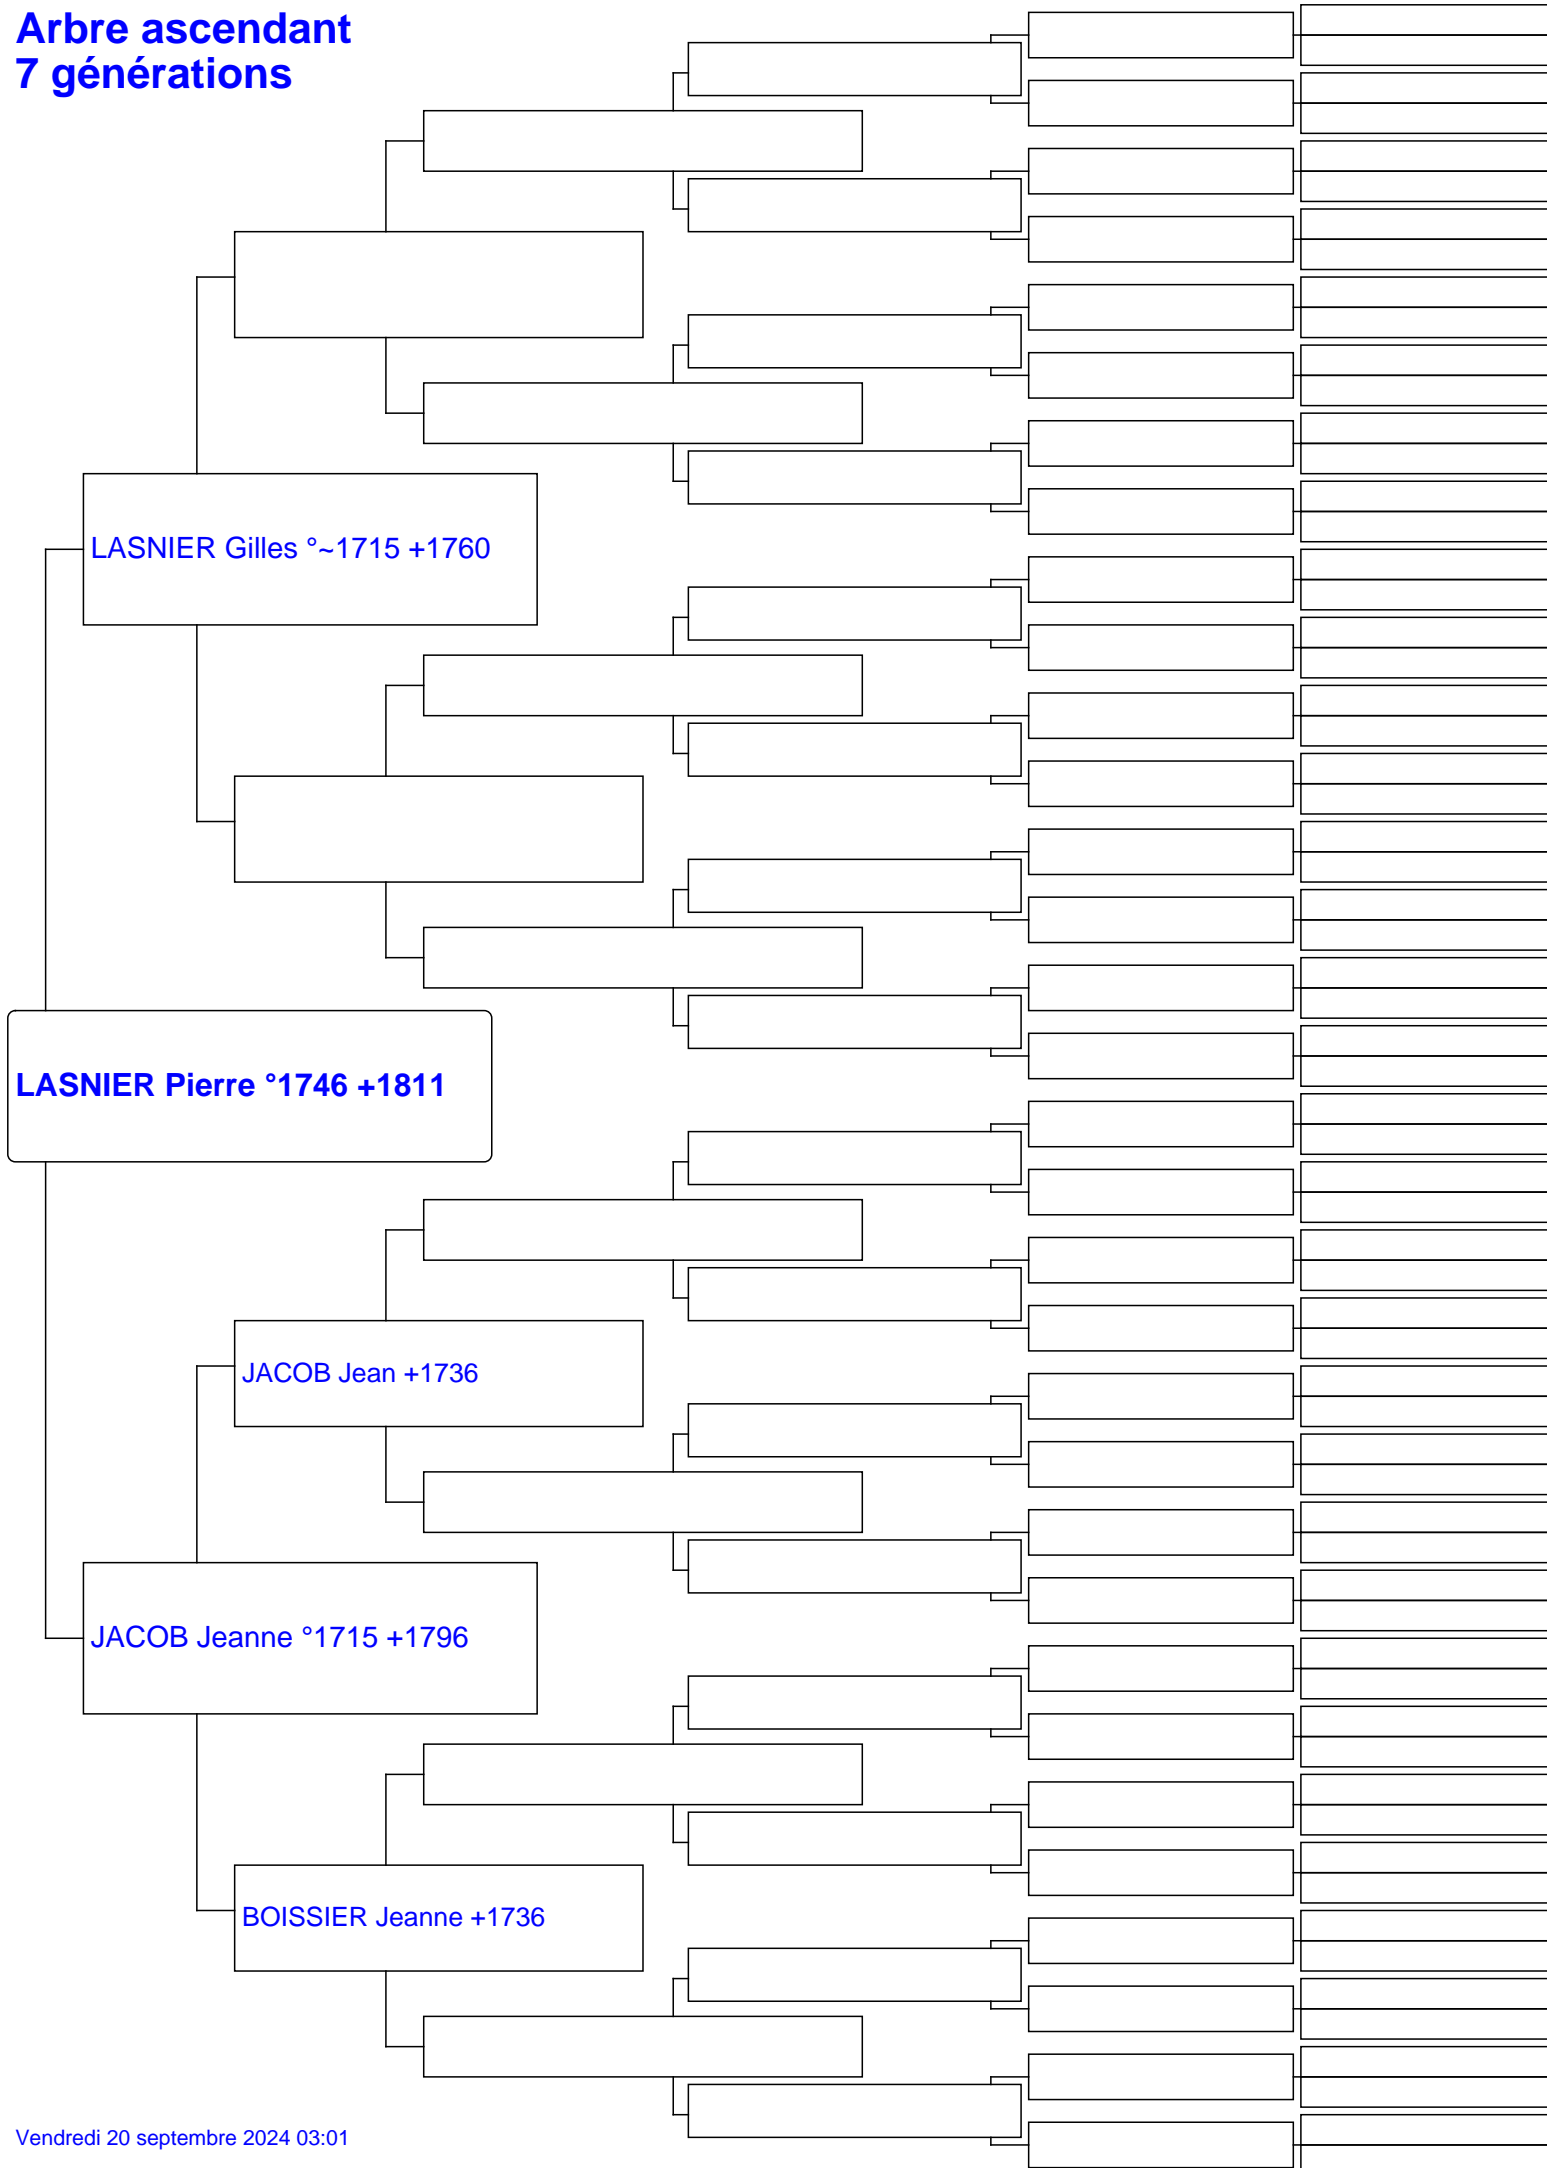 Arbre ascendant
7 générations
LASNIER Gilles °~1715 +1760
LASNIER Pierre °1746 +1811
JACOB Jean +1736
JACOB Jeanne °1715 +1796
BOISSIER Jeanne +1736
Vendredi 20 septembre 2024 03:01